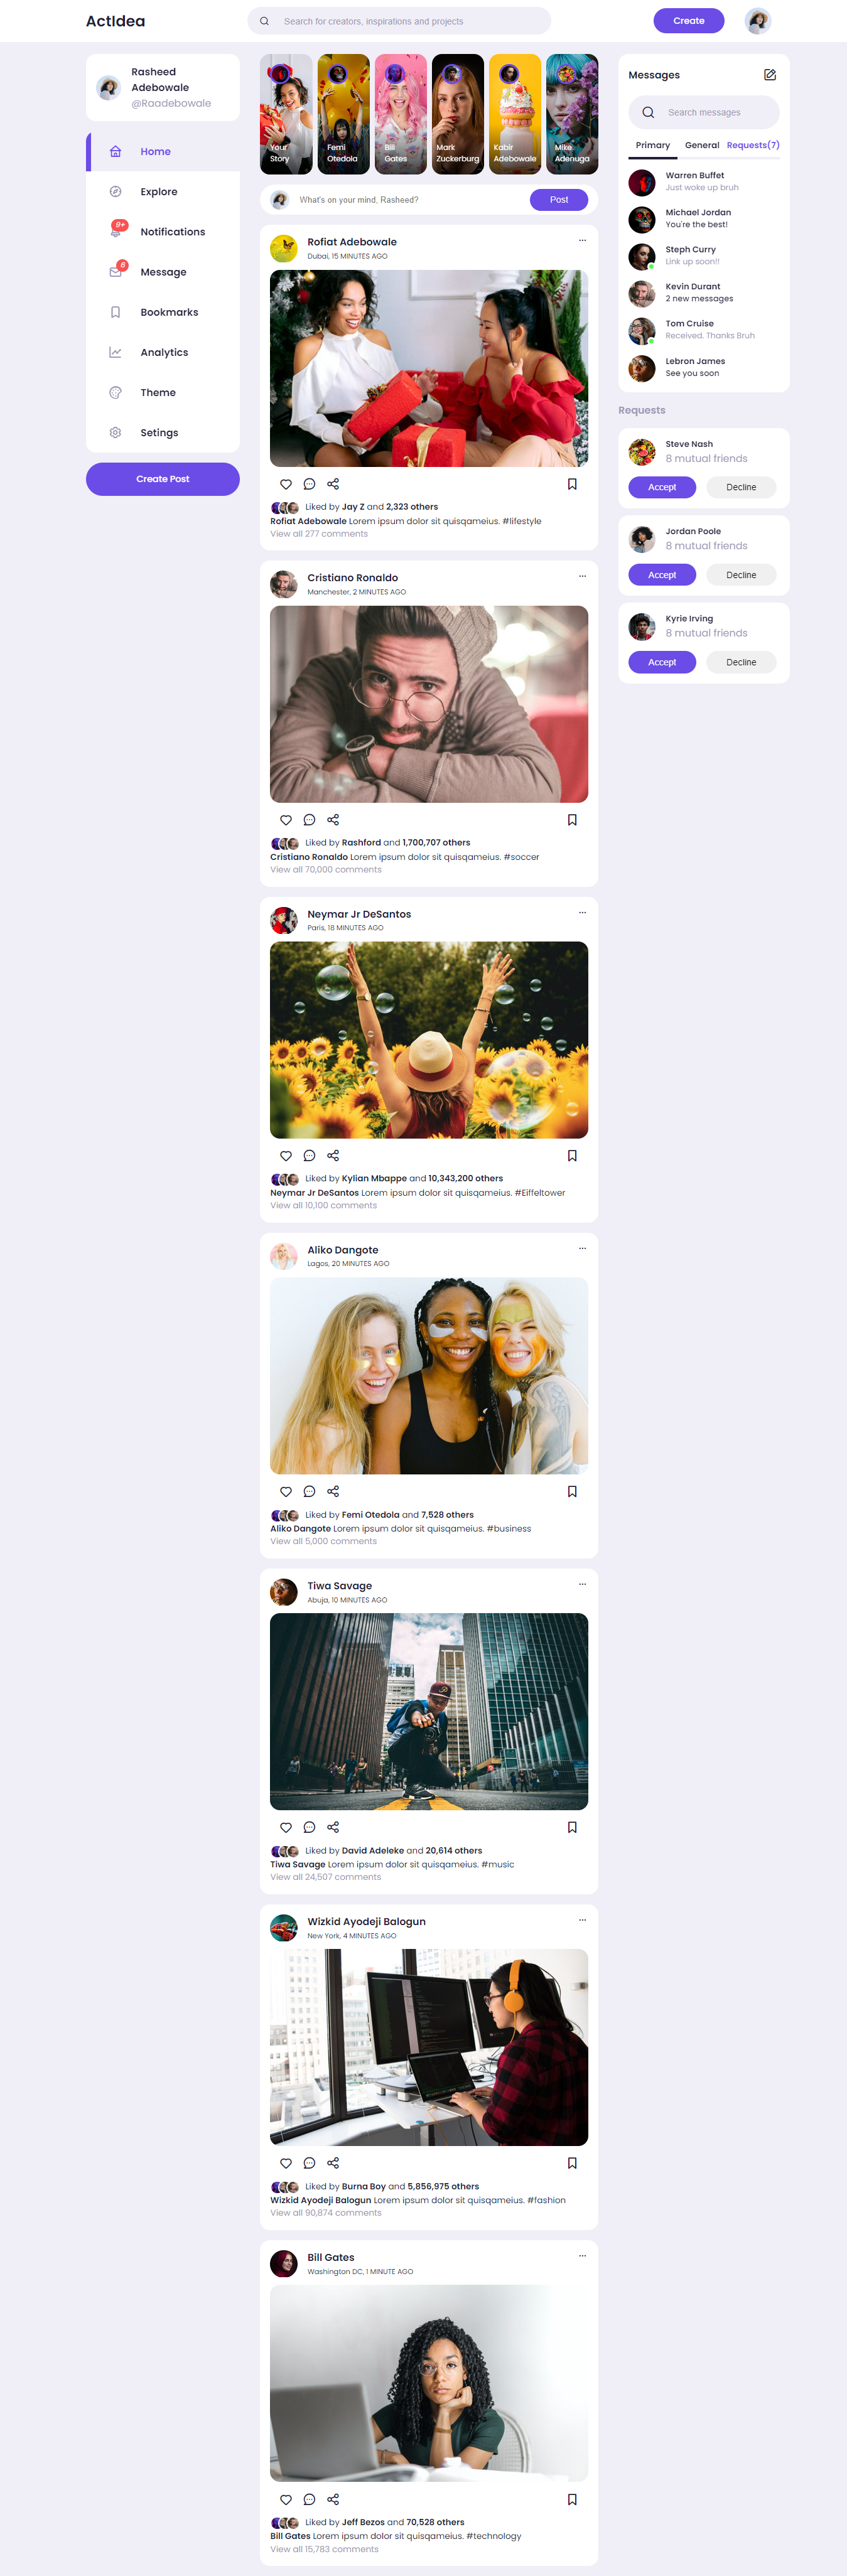 ActIdea
Search for creators, inspirations and projects
Create
Rasheed
Adebowale
@Raadebowale
Home
Explore
9+
Notifications
6
Message
Bookmarks
Analytics
Theme
Setings
Create Post
Your
Story
Femi
Otedola
Bill
Gates
Mark
Zuckerburg
Kabir
Adebowale
Mike
Adenuga
What's on your mind, Rasheed?
Post
Rofiat Adebowale
Dubai, 15 MINUTES AGO
Liked by Jay Z and 2,323 others
Rofiat Adebowale Lorem ipsum dolor sit quisqameius. #lifestyle
View all 277 comments
Cristiano Ronaldo
Manchester, 2 MINUTES AGO
Liked by Rashford and 1,700,707 others
Cristiano Ronaldo Lorem ipsum dolor sit quisqameius. #soccer
View all 70,000 comments
Neymar Jr DeSantos
Paris, 18 MINUTES AGO
Liked by Kylian Mbappe and 10,343,200 others
Neymar Jr DeSantos Lorem ipsum dolor sit quisqameius. #Eiffeltower
View all 10,100 comments
Aliko Dangote
Lagos, 20 MINUTES AGO
Liked by Femi Otedola and 7,528 others
Aliko Dangote Lorem ipsum dolor sit quisqameius. #business
View all 5,000 comments
Tiwa Savage
Abuja, 10 MINUTES AGO
Liked by David Adeleke and 20,614 others
Tiwa Savage Lorem ipsum dolor sit quisqameius. #music
View all 24,507 comments
Wizkid Ayodeji Balogun
New York, 4 MINUTES AGO
Liked by Burna Boy and 5,856,975 others
Wizkid Ayodeji Balogun Lorem ipsum dolor sit quisqameius. #fashion
View all 90,874 comments
Bill Gates
Washington DC, 1 MINUTE AGO
Liked by Jeff Bezos and 70,528 others
Bill Gates Lorem ipsum dolor sit quisqameius. #technology
View all 15,783 comments
Messages
Search messages
Primary General Requests(7)
Warren Buffet
Just woke up bruh
Michael Jordan
You're the best!
Steph Curry
Link up soon!!
Kevin Durant
2 new messages
Tom Cruise
Received. Thanks Bruh
Lebron James
See you soon
Requests
Steve Nash
8 mutual friends
Accept Decline
Jordan Poole
8 mutual friends
Accept Decline
Kyrie Irving
8 mutual friends
Accept Decline